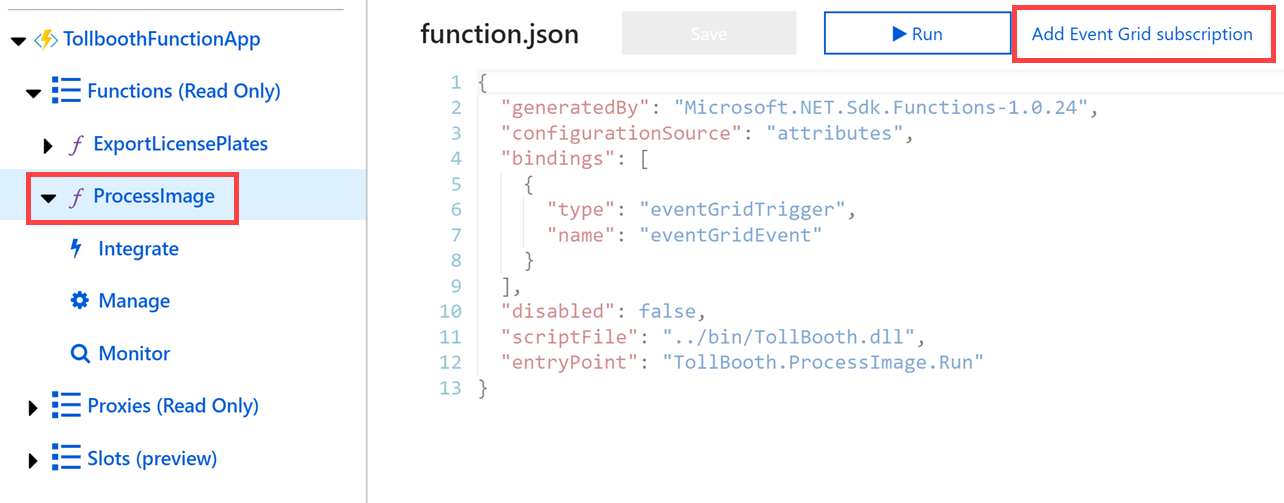 TollboothFunctionApp
Functions (Read Only)
ƒ ExportLicensePlates
ƒ ProcessImage
Integrate
Manage
Monitor
Proxies (Read Only)
Slots (preview)
function.json
Save
Run
Add Event Grid subscription
1 {
2 "generatedBy": "Microsoft.NET.Sdk.Functions-1.0.24",
3 "configurationSource": "attributes",
4 "bindings": [
5 {
6 "type": "eventGridTrigger",
7 "name": "eventGridEvent"
8 }
9 ],
10 "disabled": false,
11 "scriptFile": "../bin/TollBooth.dll",
12 "entryPoint": "TollBooth.ProcessImage.Run"
13 }